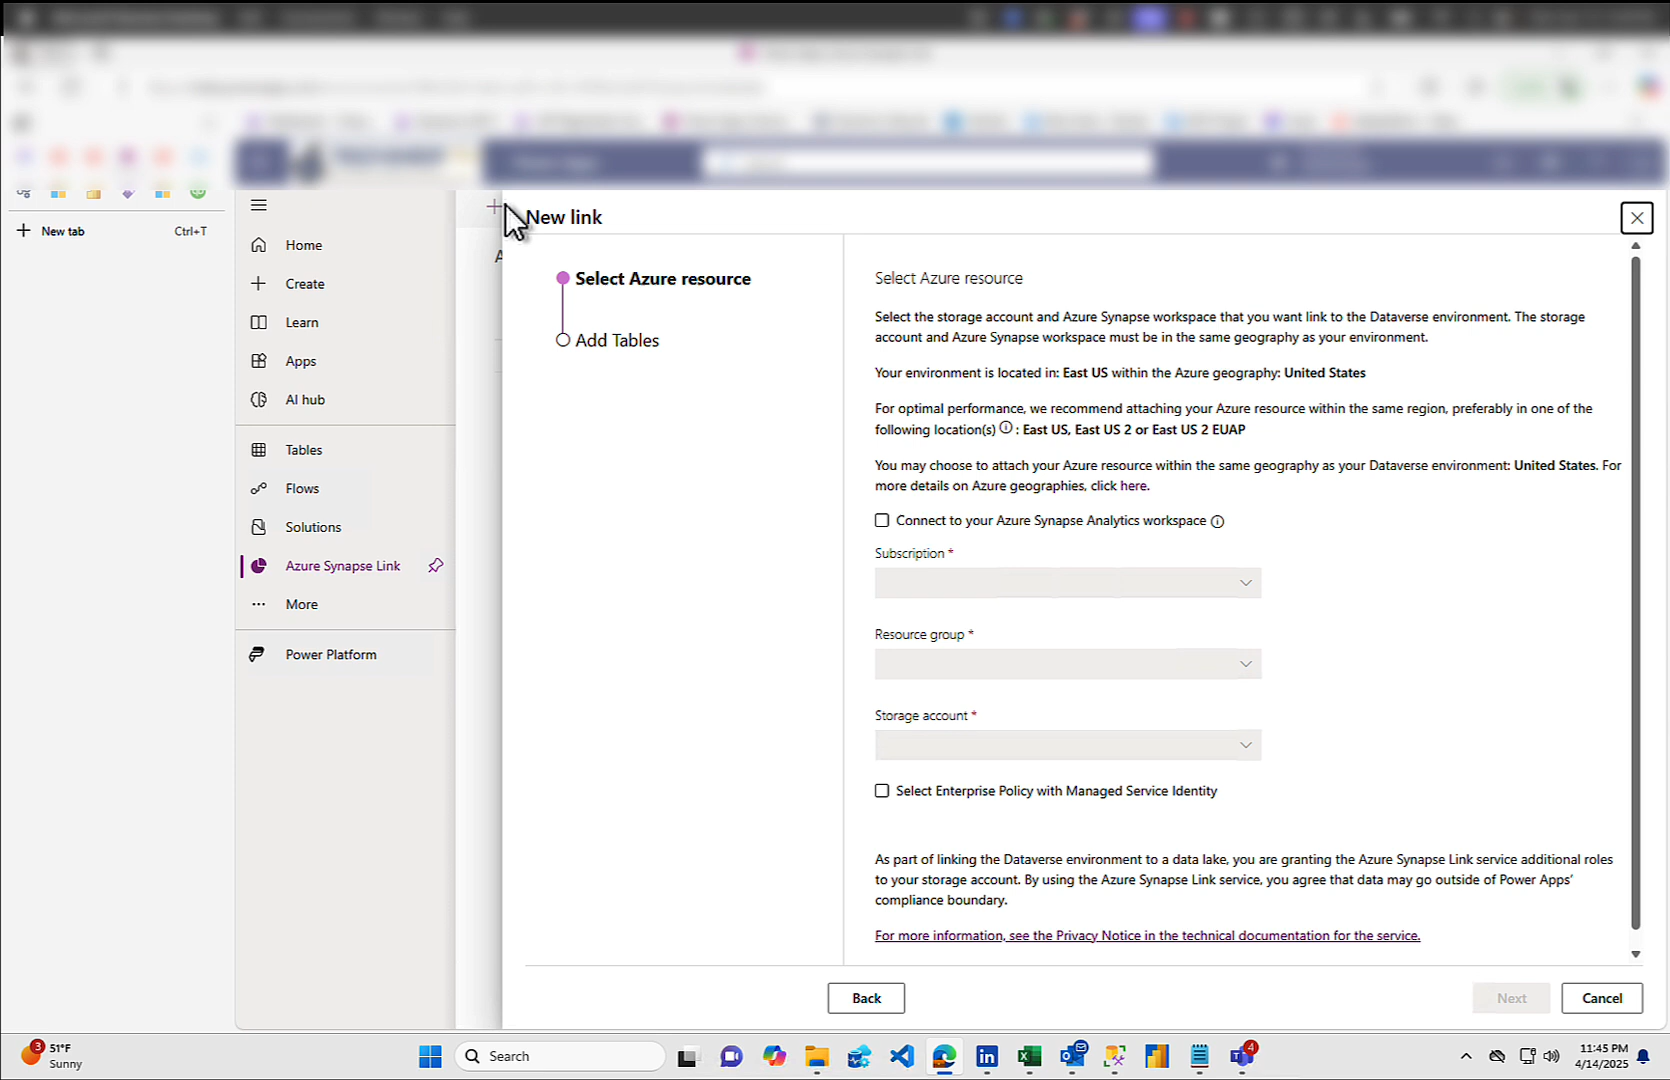 New tab
Ctrl+T
Home
Create
Learn
Apps
AI hub
Tables
Flows
Solutions
Azure Synapse Link
More
Power Platform
New link
Select Azure resource
Add Tables
Select Azure resource
Select the storage account and Azure Synapse workspace that you want link to the Dataverse environment. The storage
account and Azure Synapse workspace must be in the same geography as your environment.
Your environment is located in: East US within the Azure geography: United States
For optimal performance, we recommend attaching your Azure resource within the same region, preferably in one of the
following location(s) : East US, East US 2 or East US 2 EUAP
You may choose to attach your Azure resource within the same geography as your Dataverse environment: United States. For
more details on Azure geographies, click here.
Connect to your Azure Synapse Analytics workspace
Subscription *
Resource group *
Storage account *
Select Enterprise Policy with Managed Service Identity
As part of linking the Dataverse environment to a data lake, you are granting the Azure Synapse Link service additional roles
to your storage account. By using the Azure Synapse Link service, you agree that data may go outside of Power Apps'
compliance boundary.
For more information, see the Privacy Notice in the technical documentation for the service.
Back
Next
Cancel
3
51°F
Sunny
Search
4
11:45 PM
4/14/2025